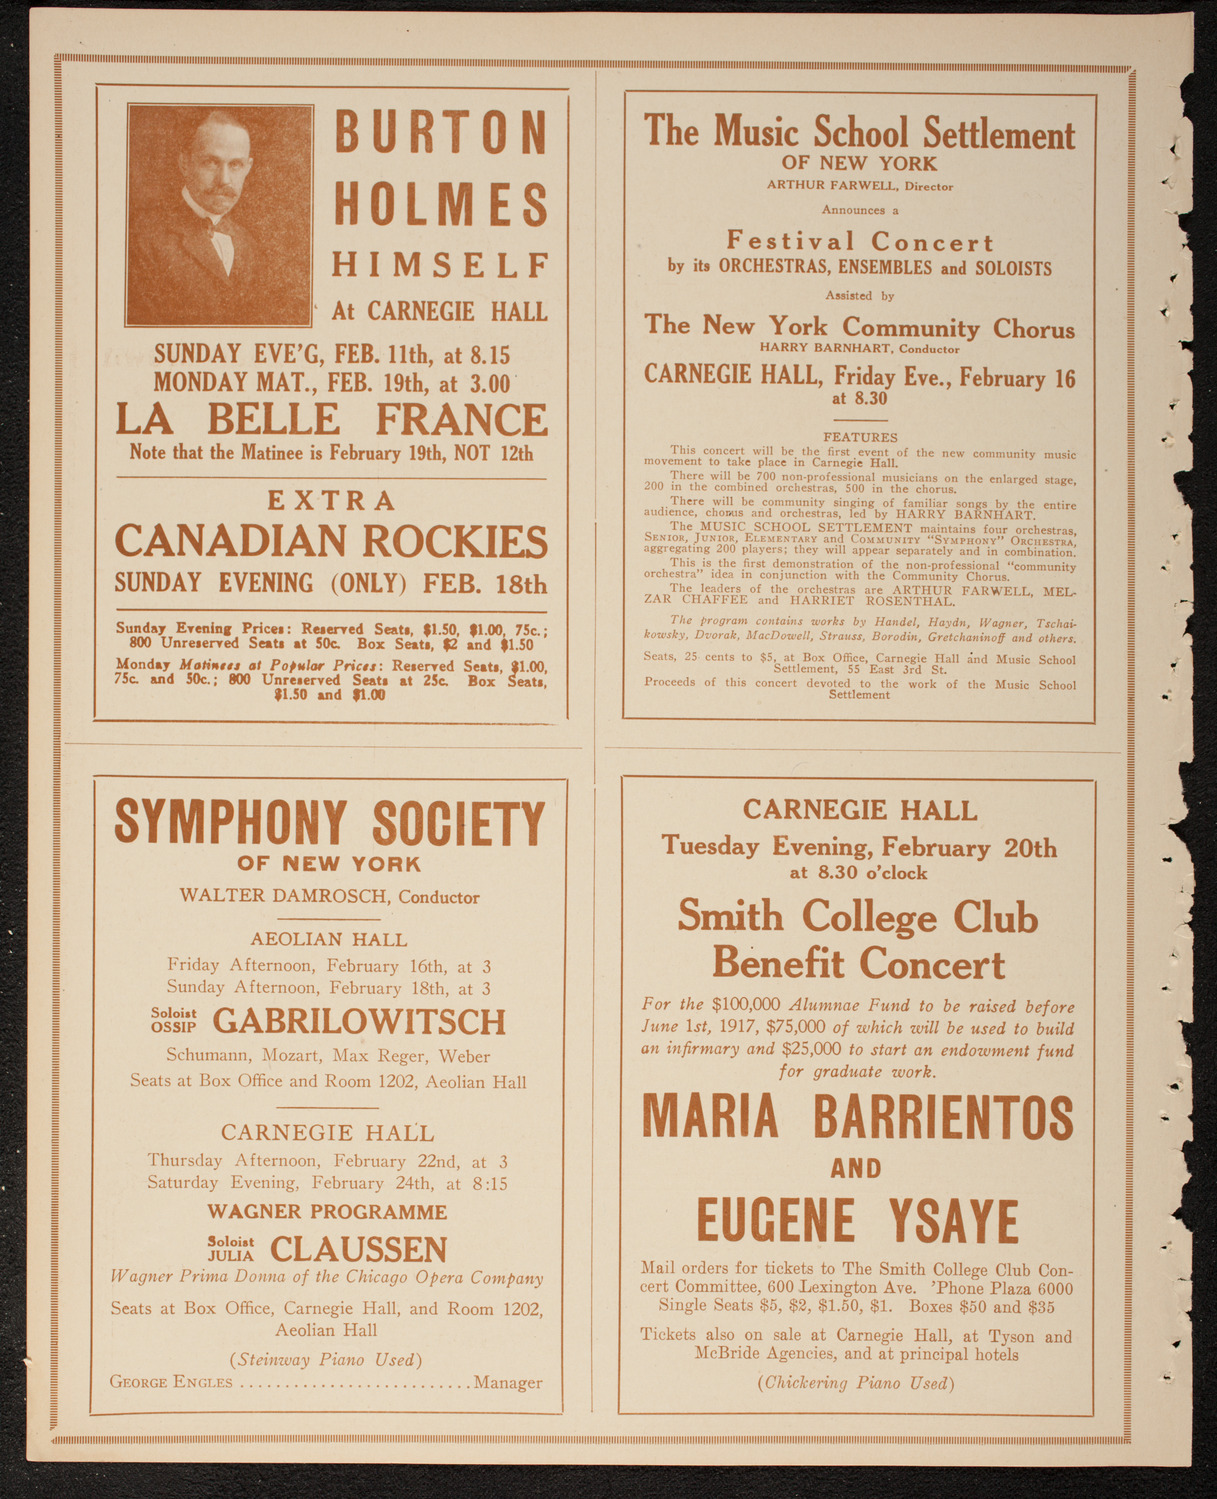 BURTON
HOLMES
HIMSELF
At CARNEGIE HALL
SUNDAY EVE'G, FEB. 11th, at 8.15
MONDAY MAT., FEB. 19th, at 3.00
LA BELLE FRANCE
Note that the Matinee is February 19th, NOT 12th
EXTRA
CANADIAN ROCKIES
SUNDAY EVENING (ONLY) FEB. 18th
Sunday Evening Prices: Reserved Seats, $1.50, $1.00, 75c.;
800 Unreserved Seats at 50c. Box Seats, $2 and $1.50
Monday Matinees at Popular Prices: Reserved Seats, $1.00,
75c. and 50c.; 800 Unreserved Seats at 25c. Box Seats,
$1.50 and $1.00
The Music School Settlement
OF NEW YORK
ARTHUR FARWELL, Director
Announces a
Festival Concert
by its ORCHESTRAS, ENSEMBLES and SOLOISTS
Assisted by
The New York Community Chorus
HARRY BARNHART, Conductor
CARNEGIE HALL, Friday Eve., February 16
at 8.30
FEATURES
This concert will be the first event of the new community music
movement to take place in Carnegie Hall.
There will be 700 non-professional musicians on the enlarged stage,
200 in the combined orchestras, 500 in the chorus.
There will be community singing of familiar songs by the entire
audience, chorus and orchestras, led by HARRY BARNHART.
The MUSIC SCHOOL SETTLEMENT maintains four orchestras,
SENIOR, JUNIOR, ELEMENTARY and COMMUNITY "SYMPHONY" ORCHESTRA,
aggregating 200 players; they will appear separately and in combination.
This is the first demonstration of the non-professional "community
orchestra" idea in conjunction with the Community Chorus.
The leaders of the orchestras are ARTHUR FARWELL, MEL-
ZAR CHAFFEE and HARRIET ROSENTHAL.
The program contains works by Handel, Haydn, Wagner, Tschai-
kowsky, Dvorak, MacDowell, Strauss, Borodin, Gretchaninoff and others.
Seats, 25 cents to $5, at Box Office, Carnegie Hall and Music School
Settlement, 55 East 3rd St.
Proceeds of this concert devoted to the work of the Music School
Settlement
SYMPHONY SOCIETY
OF NEW YORK
WALTER DAMROSCH, Conductor
AEOLIAN HALL
Friday Afternoon, February 16th, at 3
Sunday Afternoon, February 18th, at 3
Soloist
OSSIP GABRILOWITSCH
Schumann, Mozart, Max Reger, Weber
Seats at Box Office and Room 1202, Aeolian Hall
CARNEGIE HALL
Thursday Afternoon, February 22nd, at 3
Saturday Evening, February 24th, at 8:15
WAGNER PROGRAMME
Soloist
JULIA CLAUSSEN
Wagner Prima Donna of the Chicago Opera Company
Seats at Box Office, Carnegie Hall, and Room 1202,
Aeolian Hall
(Steinway Piano Used)
GEORGE ENGLES ......................... Manager
CARNEGIE HALL
Tuesday Evening, February 20th
at 8.30 o'clock
Smith College Club
Benefit Concert
For the $100,000 Alumnae Fund to be raised before
June 1st, 1917, $75,000 of which will be used to build
an infirmary and $25,000 to start an endowment fund
for graduate work.
MARIA BARRIENTOS
AND
EUGENE YSAYE
Mail orders for tickets to The Smith College Club Con-
cert Committee, 600 Lexington Ave. 'Phone Plaza 6000
Single Seats $5, $2, $1.50, $1. Boxes $50 and $35
Tickets also on sale at Carnegie Hall, at Tyson and
McBride Agencies, and at principal hotels
(Chickering Piano Used)